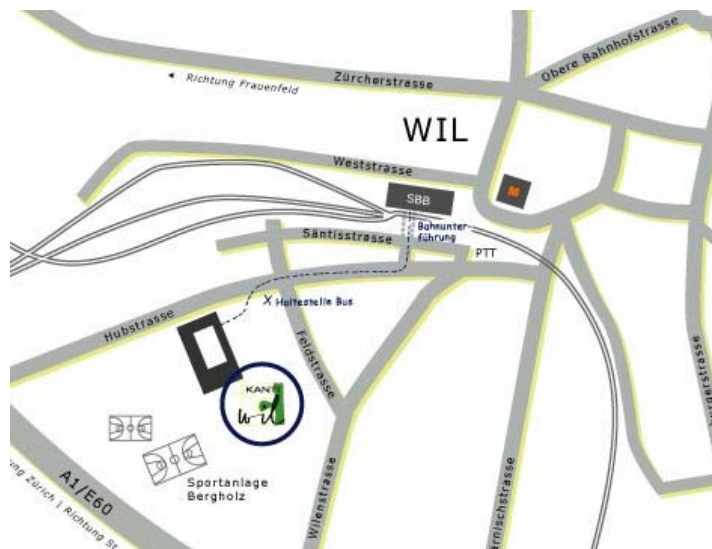 Obere Bahnhofstrasse
Zürcherstrasse
◄ Richtung Frauenfeld
WIL
Weststrasse
M
SBB
Bahnunter
führung
Säntisstrasse
PTT
X Haltestelle Bus
Hubstrasse
Feldstrasse
KANTI
wil
Sportanlage
Bergholz
A1/E60
Zürich | Richtung St
Wilenstrasse